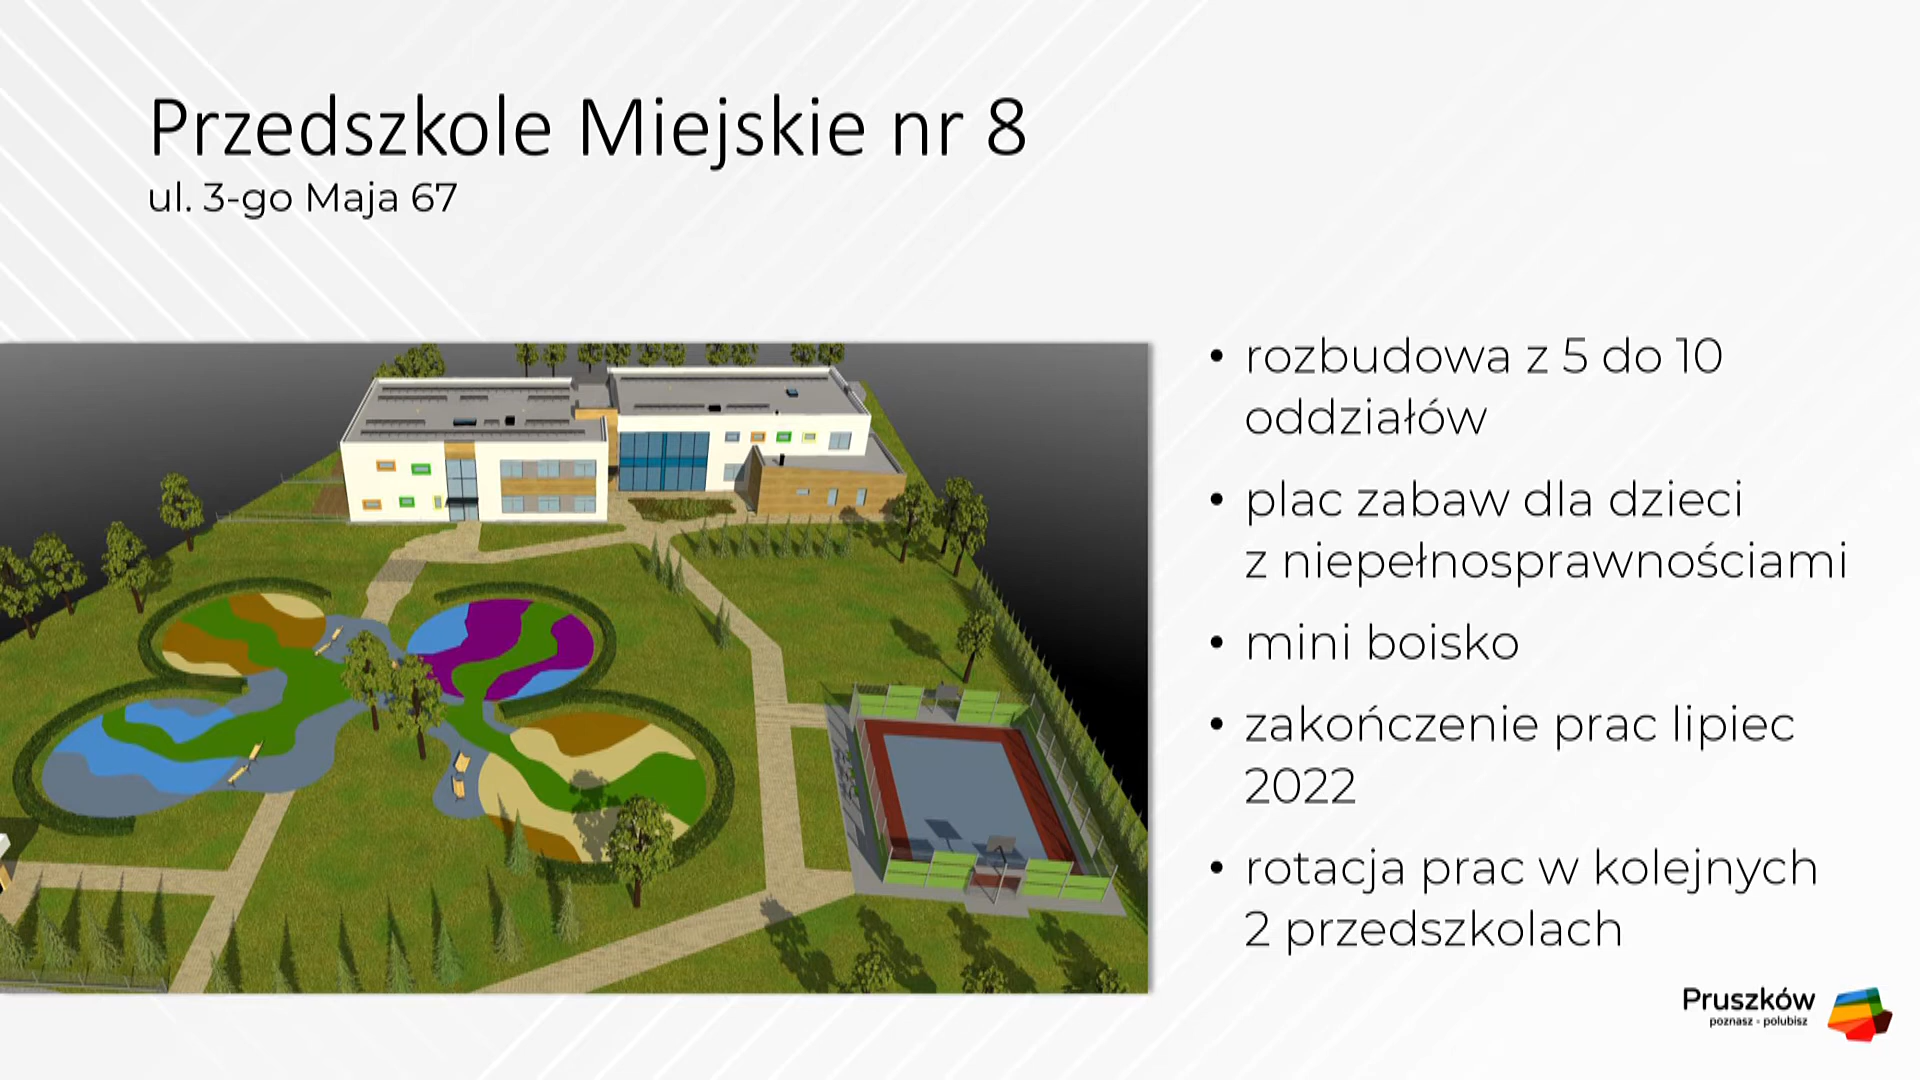 Przedszkole Miejskie nr 8
ul. 3-go Maja 67
• rozbudowa z 5 do 10
oddziałów
• plac zabaw dla dzieci
z niepełnosprawnościami
• mini boisko
• zakończenie prac lipiec
2022
• rotacja prac w kolejnych
2 przedszkolach
Pruszków
poznasz - polubisz